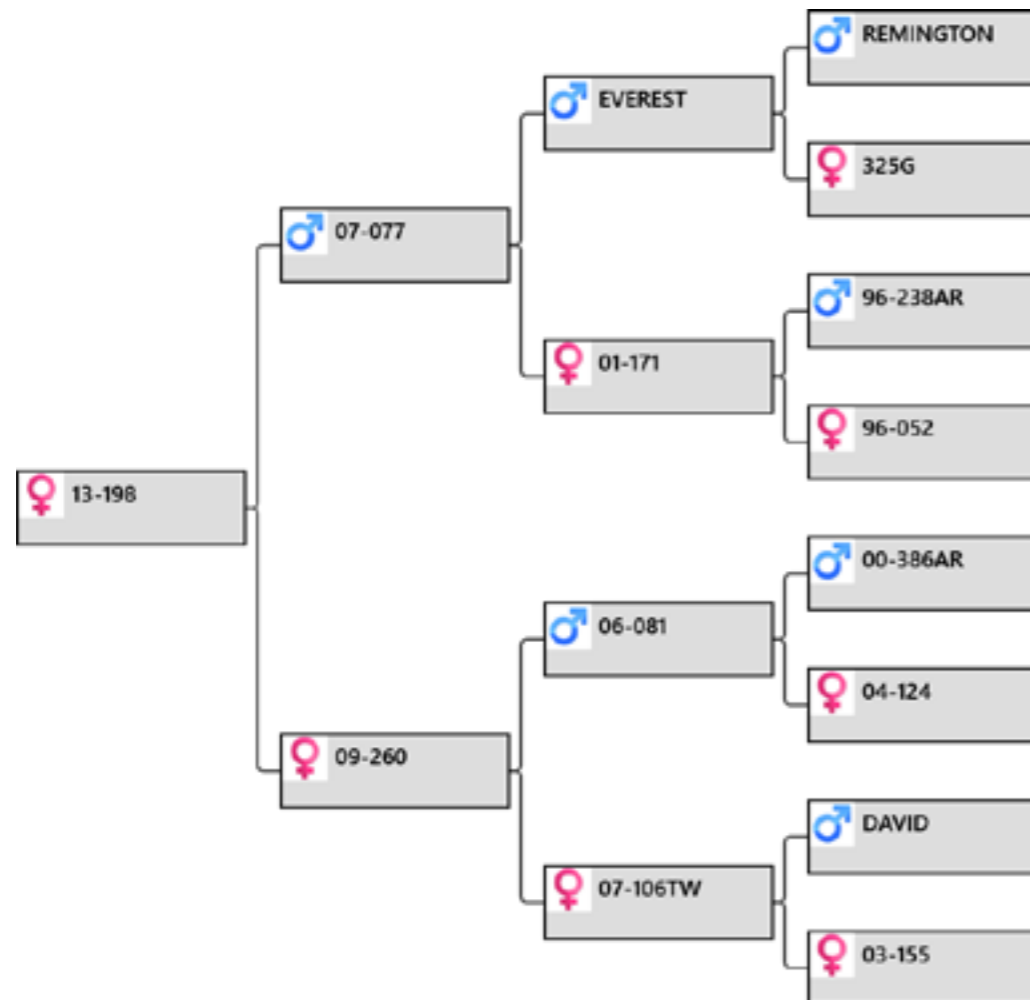 REMINGTON
EVEREST
325G
07-077
96-238AR
01-171
96-052
13-198
00-386AR
06-081
04-124
09-260
DAVID
07-106TW
03-155